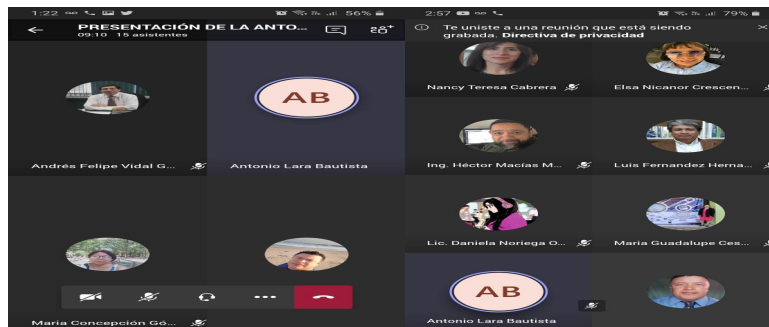 1:22
56%
PRESENTACIÓN DE LA ANTO...
09:10 15 asistentes
AB
Andrés Felipe Vidal G...
Antonio Lara Bautista
Maria Concepción Gó...
2:57
79%
Te uniste a una reunión que está siendo
grabada. Directiva de privacidad
Nancy Teresa Cabrera
Elsa Nicanor Crescen...
Ing. Héctor Macías M...
Luis Fernandez Herna...
Lic. Daniela Noriega O...
Maria Guadalupe Ces...
AB
Antonio Lara Bautista